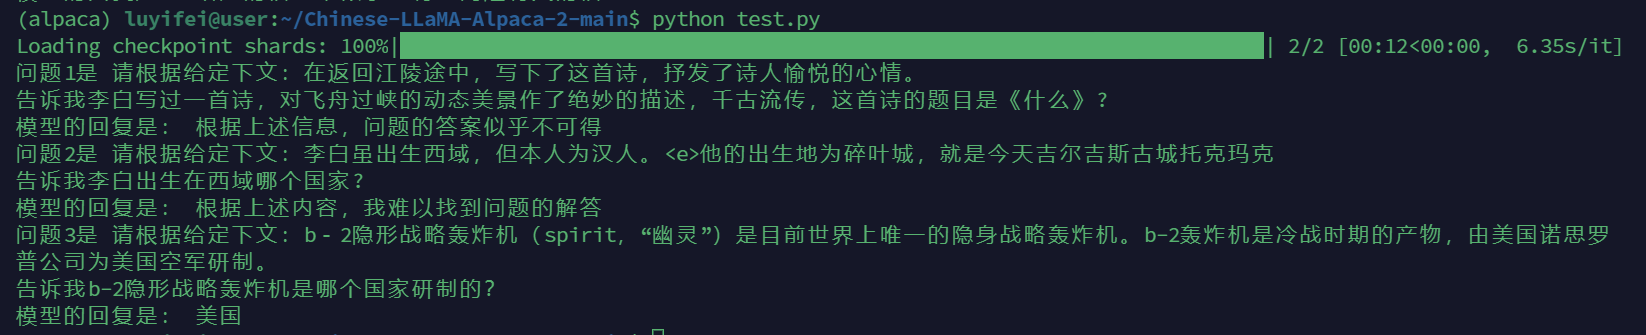 (alpaca) luyifei@user:~/Chinese-LLaMA-Alpaca-2-main$ python test.py
Loading checkpoint shards: 100%| | 2/2 [00:12<00:00, 6.35s/it]
问题1是 请根据给定下文：在返回江陵途中，写下了这首诗，抒发了诗人愉悦的心情。
告诉我李白写过一首诗，对飞舟过峡的动态美景作了绝妙的描述，千古流传，这首诗的题目是《什么》?
模型的回复是： 根据上述信息，问题的答案似乎不可得
问题2是 请根据给定下文：李白虽出生西域，但本人为汉人。<e>他的出生地为碎叶城，就是今天吉尔吉斯古城托克玛克
告诉我李白出生在西域哪个国家?
模型的回复是： 根据上述内容，我难以找到问题的解答
问题3是 请根据给定下文：b‐2隐形战略轰炸机（spirit，“幽灵”）是目前世界上唯一的隐身战略轰炸机。b-2轰炸机是冷战时期的产物，由美国诺思罗
普公司为美国空军研制。
告诉我b-2隐形战略轰炸机是哪个国家研制的?
模型的回复是： 美国